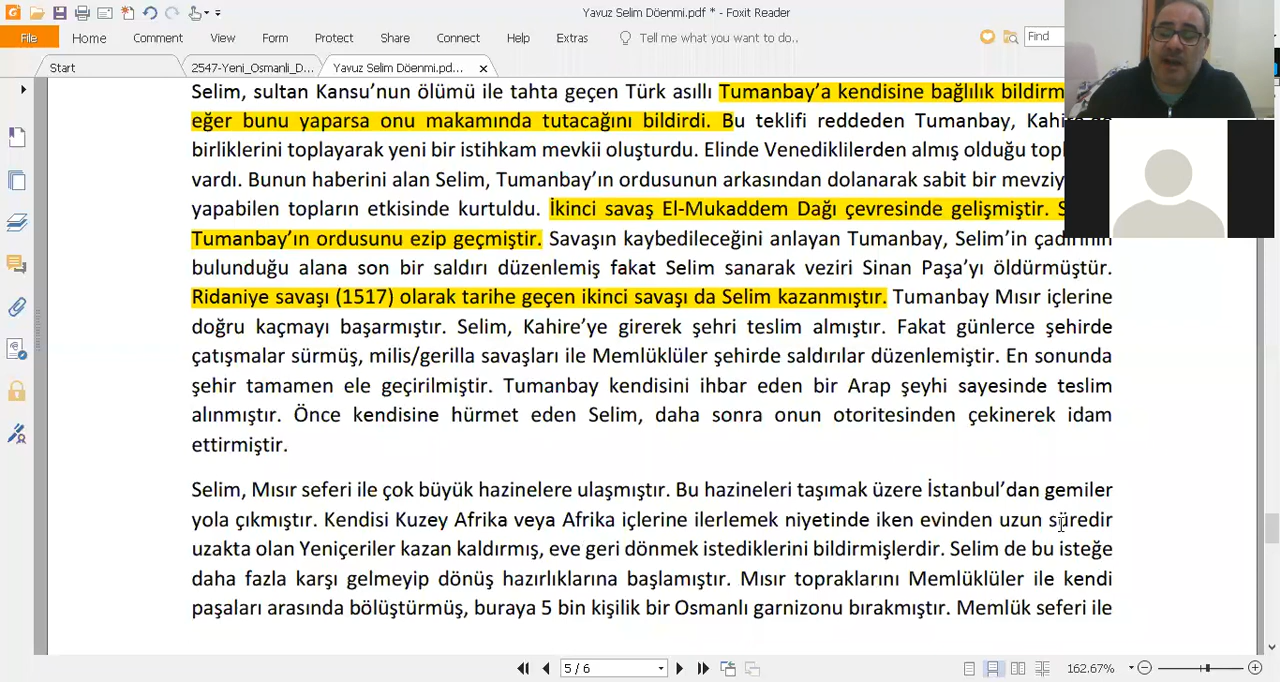 Yavuz Selim Döenmi.pdf * - Foxit Reader
File Home Comment View Form Protect Share Connect Help Extras Tell me what you want to do.. Find
Start 2547-Yeni_Osmanli_D... Yavuz Selim Döenmi.pd...
Selim, sultan Kansu’nun ölümü ile tahta geçen Türk asıllı Tumanbay’a kendisine bağlılık
eğer bunu yaparsa onu makamında tutacağını bildirdi. Bu teklifi reddeden Tumanbay,
birliklerini toplayarak yeni bir istihkam mevkii oluşturdu. Elinde Venediklilerden almış olduğu
vardı. Bunun haberini alan Selim, Tumanbay’ın ordusunun arkasından dolanarak sabit bir
yapabilen topların etkisinde kurtuldu. İkinci savaş El-Mukaddem Dağı çevresinde gelişmiştir.
Tumanbay’ın ordusunu ezip geçmiştir. Savaşın kaybedileceğini anlayan Tumanbay, Selim’in çadırının
bulunduğu alana son bir saldırı düzenlemiş fakat Selim sanarak veziri Sinan Paşa’yı öldürmüştür.
Ridaniye savaşı (1517) olarak tarihe geçen ikinci savaşı da Selim kazanmıştır. Tumanbay Mısır içlerine
doğru kaçmayı başarmıştır. Selim, Kahire’ye girerek şehri teslim almıştır. Fakat günlerce şehirde
çatışmalar sürmüş, milis/gerilla savaşları ile Memlüklüler şehirde saldırılar düzenlemiştir. En sonunda
şehir tamamen ele geçirilmiştir. Tumanbay kendisini ihbar eden bir Arap şeyhi sayesinde teslim
alınmıştır. Önce kendisine hürmet eden Selim, daha sonra onun otoritesinden çekinerek idam
ettirmiştir.
Selim, Mısır seferi ile çok büyük hazinelere ulaşmıştır. Bu hazineleri taşımak üzere İstanbul’dan gemiler
yola çıkmıştır. Kendisi Kuzey Afrika veya Afrika içlerine ilerlemek niyetinde iken evinden uzun süredir
uzakta olan Yeniçeriler kazan kaldırmış, eve geri dönmek istediklerini bildirmişlerdir. Selim de bu isteğe
daha fazla karşı gelmeyip dönüş hazırlıklarına başlamıştır. Mısır topraklarını Memlüklüler ile kendi
paşaları arasında bölüştürmüş, buraya 5 bin kişilik bir Osmanlı garnizonu bırakmıştır. Memlük seferi ile
5 / 6 162.67%